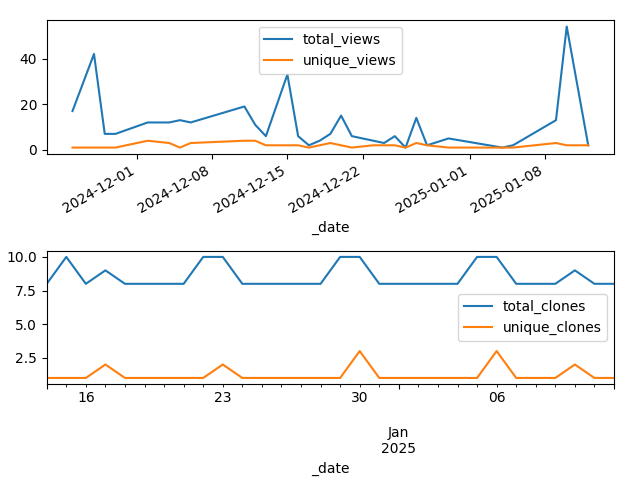 40
20
0
total_views
unique_views
2024-12-01
2024-12-08
2024-12-15
2024-12-22
2025-01-01
2025-01-08
_date
10.0
7.5
5.0
2.5
total_clones
unique_clones
16
23
30
06
Jan
2025
_date